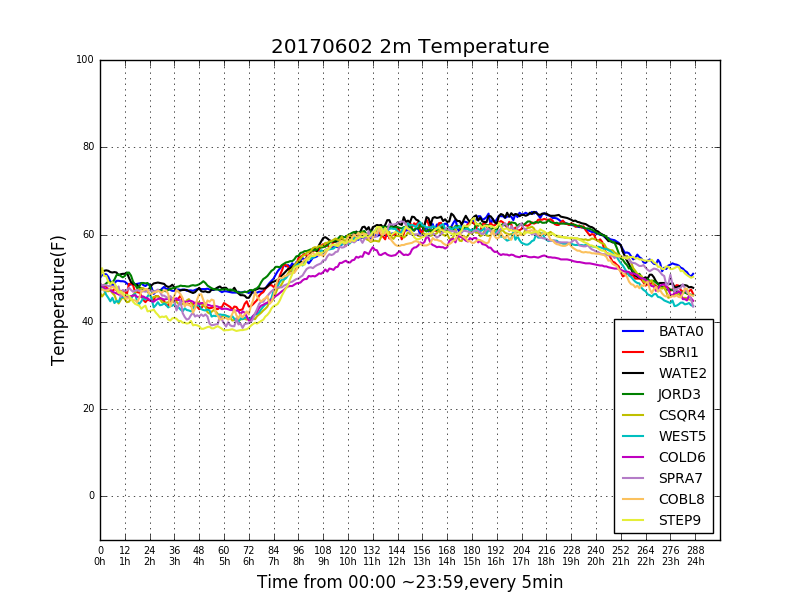 20170602 2m Temperature
100
80
60
40
20
0
Temperature(F)
BATA0
SBRI1
WATE2
JORD3
CSQR4
WEST5
COLD6
SPRA7
COBL8
STEP9
0 12 24 36 48 60 72 84 96 108 120 132 144 156 168 180 192 204 216 228 240 252 264 276 288
0h 1h 2h 3h 4h 5h 6h 7h 8h 9h 10h 11h 12h 13h 14h 15h 16h 17h 18h 19h 20h 21h 22h 23h 24h
Time from 00:00 ~23:59,every 5min